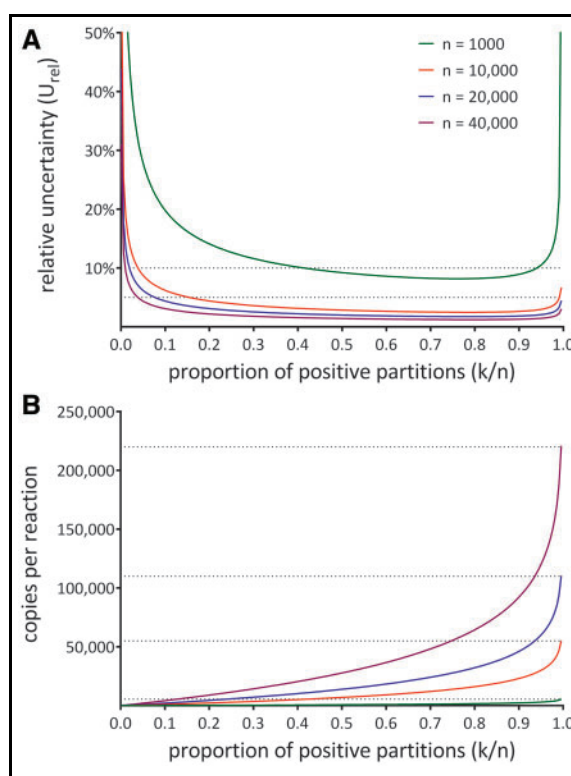 A
50%
40%
30%
20%
10%
relative uncertainty (Urel)
n = 1000
n = 10,000
n = 20,000
n = 40,000
0.0 0.1 0.2 0.3 0.4 0.5 0.6 0.7 0.8 0.9 1.0
proportion of positive partitions (k/n)
B
250,000
200,000
150,000
100,000
50,000
copies per reaction
0.0 0.1 0.2 0.3 0.4 0.5 0.6 0.7 0.8 0.9 1.0
proportion of positive partitions (k/n)